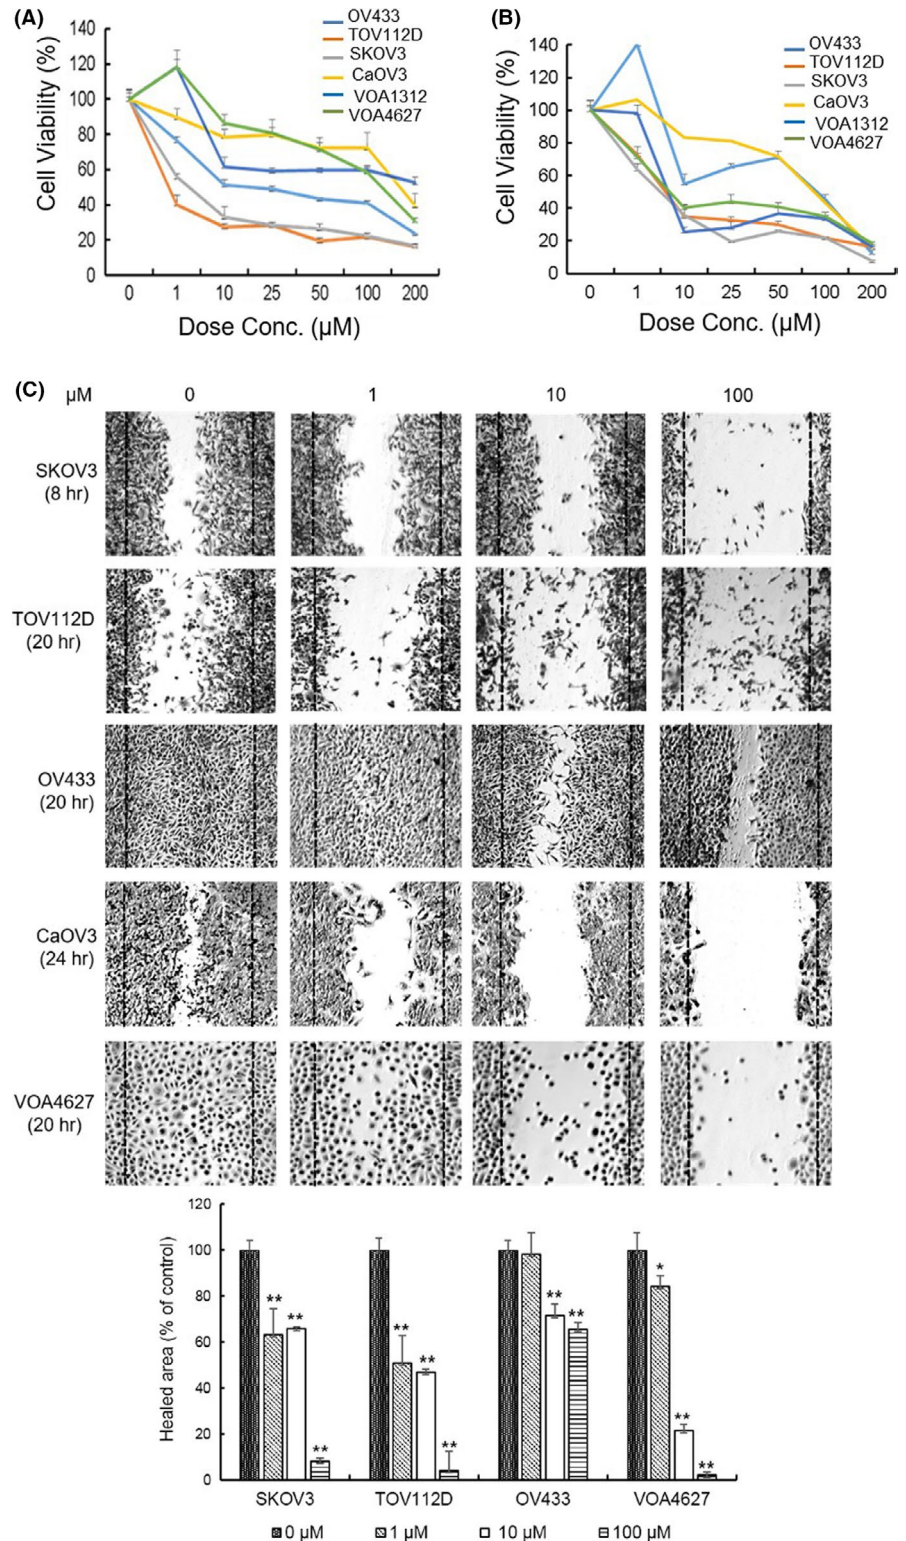 (A)
OV433
TOV112D
SKOV3
CaOV3
VOA1312
VOA4627
Cell Viability (%)
140
120
100
80
60
40
20
0
0 1 10 25 50 100 200
Dose Conc. (µM)
(B)
OV433
TOV112D
SKOV3
CaOV3
VOA1312
VOA4627
Cell Viability (%)
140
120
100
80
60
40
20
0
0 1 10 25 50 100 200
Dose Conc. (µM)
(C)
µM 0 1 10 100
SKOV3
(8 hr)
TOV112D
(20 hr)
OV433
(20 hr)
CaOV3
(24 hr)
VOA4627
(20 hr)
Healed area (% of control)
120
100
80
60
40
20
0
** ** **
** ** **
** **
* ** **
SKOV3 TOV112D OV433 VOA4627
0 µM 1 µM 10 µM 100 µM